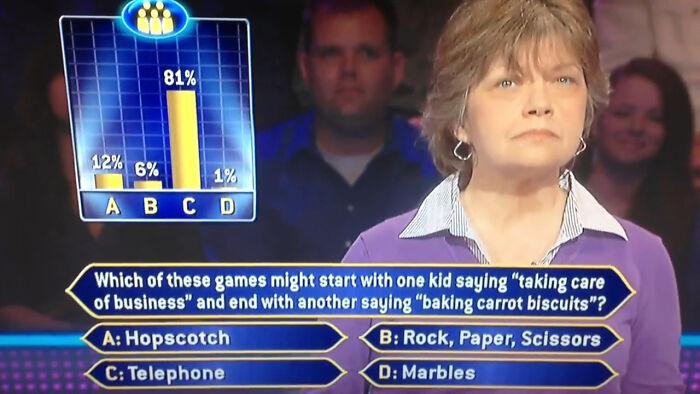 81%
12%
6%
1%
A B C D
Which of these games might start with one kid saying "taking care
of business" and end with another saying "baking carrot biscuits"?
A: Hopscotch
B: Rock, Paper, Scissors
C: Telephone
D: Marbles